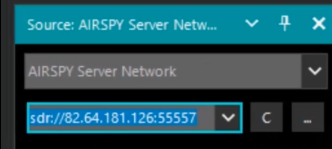 Source: AIRSPY Server Netw...
AIRSPY Server Network
sdr://82.64.181.126:55557
C ...